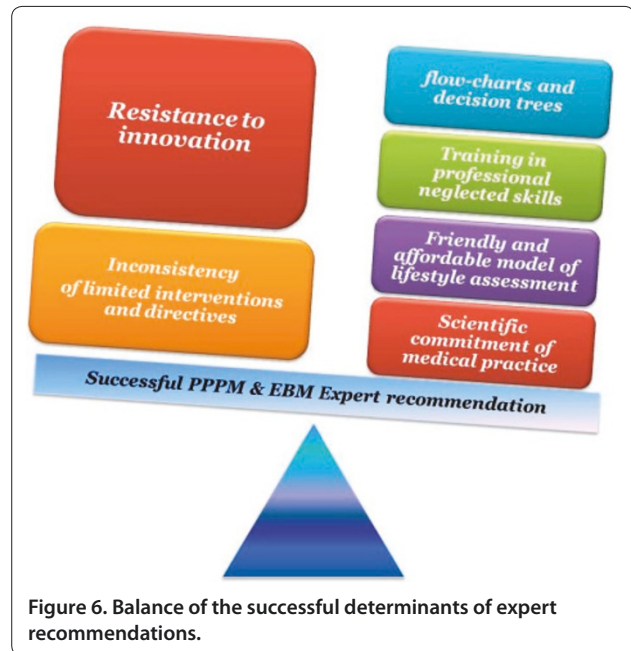 Resistance to
innovation
Inconsistency
of limited interventions
and directives
flow-charts and
decision trees
Training in
professional
neglected skills
Friendly and
affordable model of
lifestyle assessment
Scientific
commitment of
medical practice
Successful PPPM & EBM Expert recommendation
Figure 6. Balance of the successful determinants of expert
recommendations.